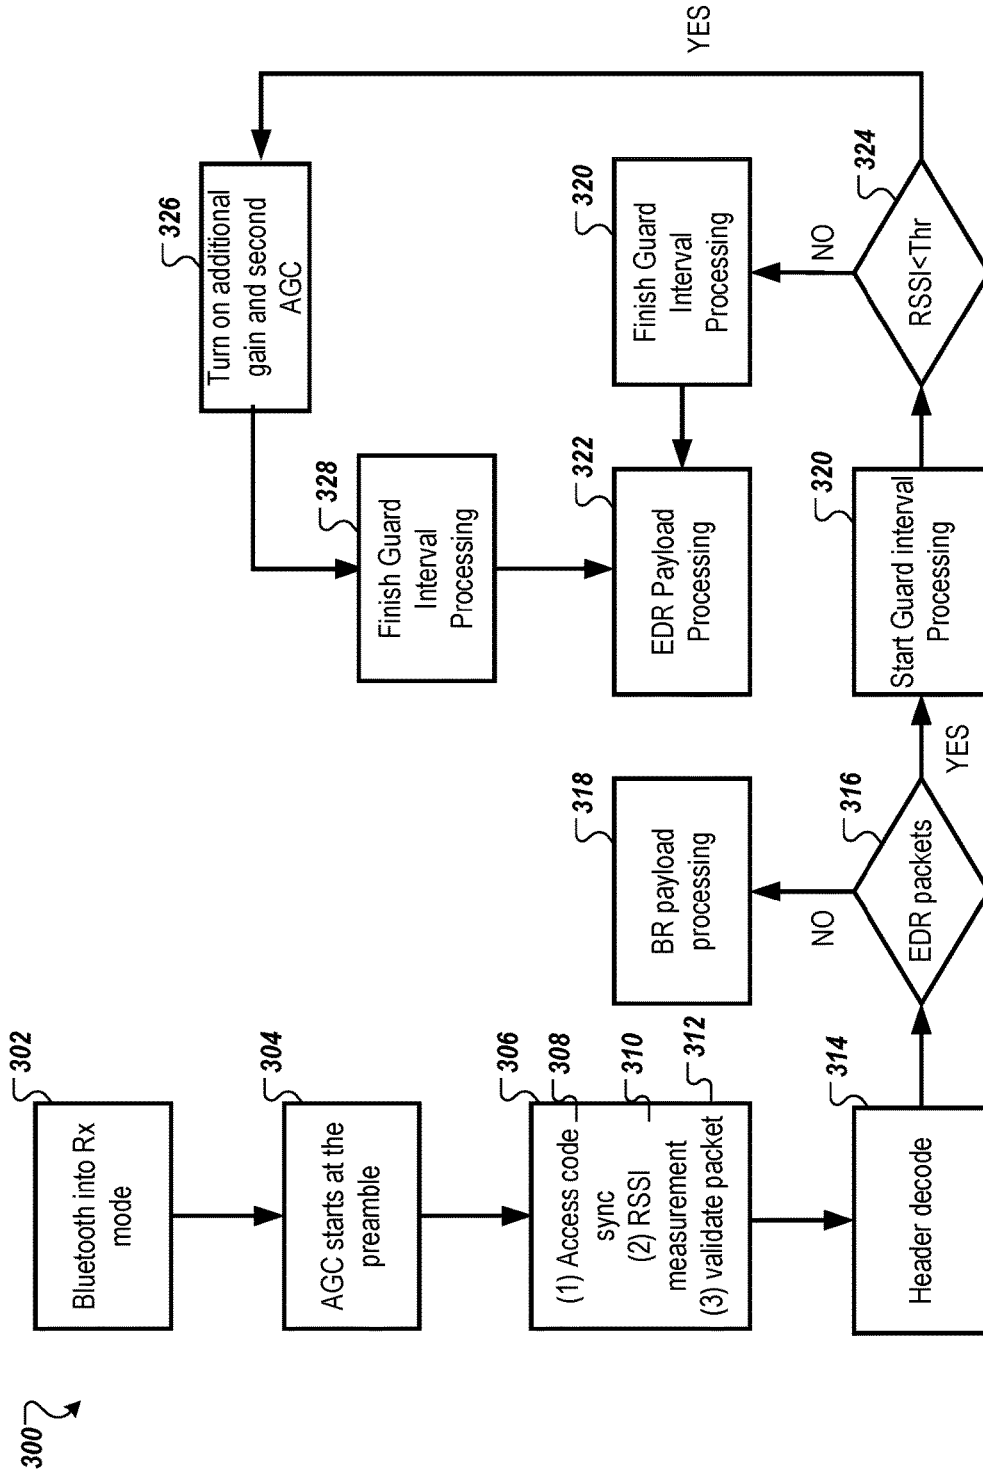 300
302
Bluetooth into Rx
mode
304
AGC starts at the
preamble
306
308
310
312
(1) Access code
sync
(2) RSSI
measurement
(3) validate packet
314
Header decode
316
EDR packets
NO
YES
318
BR payload
processing
320
Start Guard interval
Processing
324
RSSI<Thr
NO
YES
320
Finish Guard
Interval
Processing
322
EDR Payload
Processing
326
Turn on additional
gain and second
AGC
328
Finish Guard
Interval
Processing